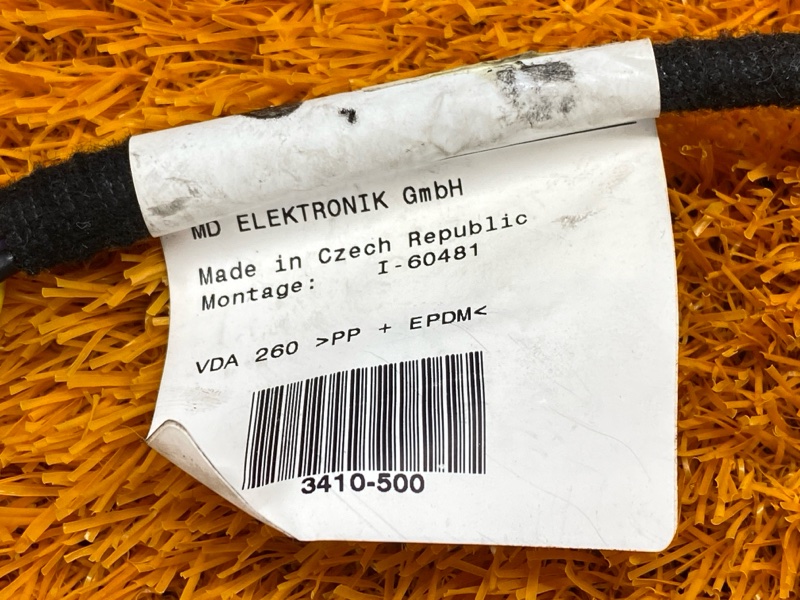 MD ELEKTRONIK GmbH
Made in Czech Republic
Montage: I-60481
VDA 260 >PP + EPDM<
3410-500